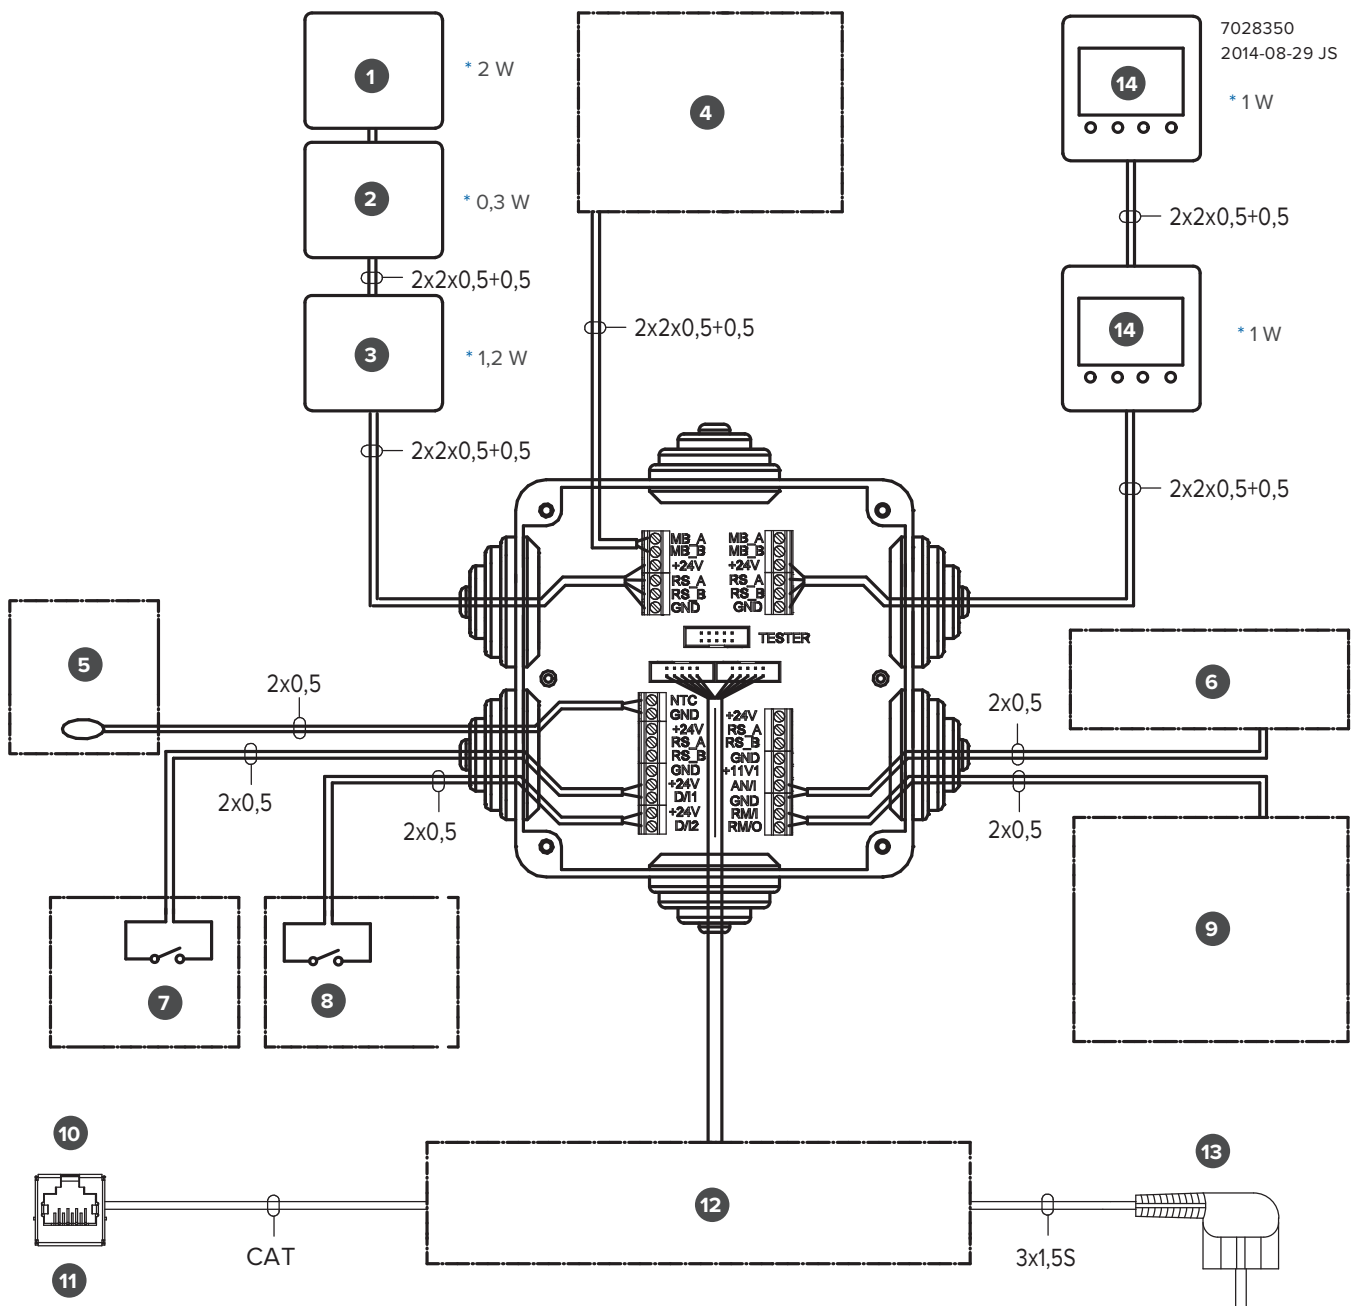 1
* 2 W
4
7028350
2014-08-29 JS
14
* 1 W
2
* 0,3 W
2x2x0,5+0,5
2x2x0,5+0,5
3
* 1,2 W
2x2x0,5+0,5
14
* 1 W
2x2x0,5+0,5
2x2x0,5+0,5
MB_A
MB_B
+24V
RS_A
RS_B
GND
MB_A
MB_B
+24V
RS_A
RS_B
GND
TESTER
5
2x0,5
6
2x0,5
NTC
GND
+24V
RS_A
RS_B
GND
+24V
D/I1
+24V
D/I2
+24V
RS_A
RS_B
GND
+11V1
AN/I
GND
RM/I
RM/O
2x0,5
2x0,5
2x0,5
7
8
9
10
11
CAT
12
3x1,5S
13